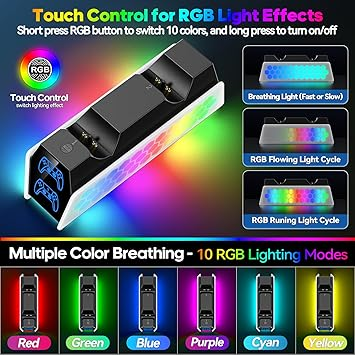 Touch Control for RGB Light Effects
Short press RGB button to switch 10 colors, and long press to turn on/off
RGB
Touch Control
switch lighting effect
Breathing Light (Fast or Slow)
RGB Flowing Light Cycle
RGB Runing Light Cycle
Multiple Color Breathing - 10 RGB Lighting Modes
Red
Green
Blue
Purple
Cyan
Yellow